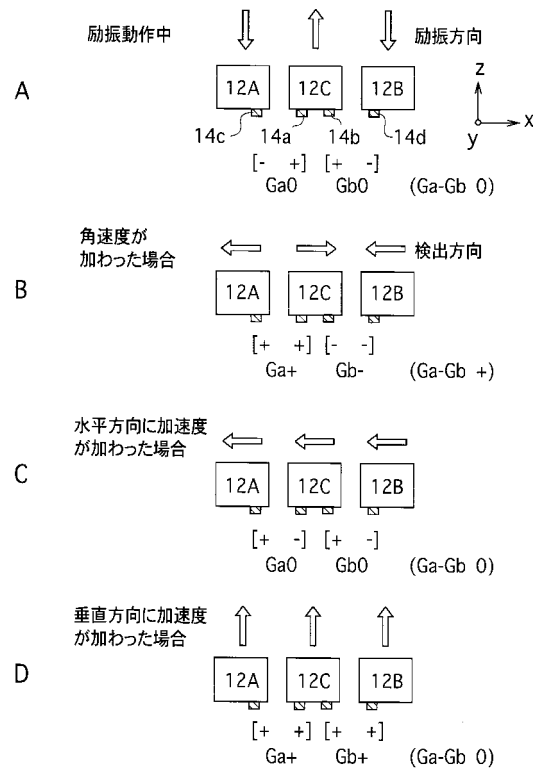 励振動作中
励振方向
A
12A 12C 12B
z
x
y
14c 14a 14b 14d
[- +] [+ -]
Ga0 Gb0 (Ga-Gb 0)
角速度が
加わった場合
検出方向
B
12A 12C 12B
[+ +] [- -]
Ga+ Gb- (Ga-Gb +)
水平方向に加速度
が加わった場合
C
12A 12C 12B
[+ -] [+ -]
Ga0 Gb0 (Ga-Gb 0)
垂直方向に加速度
が加わった場合
D
12A 12C 12B
[+ +] [+ +]
Ga+ Gb+ (Ga-Gb 0)